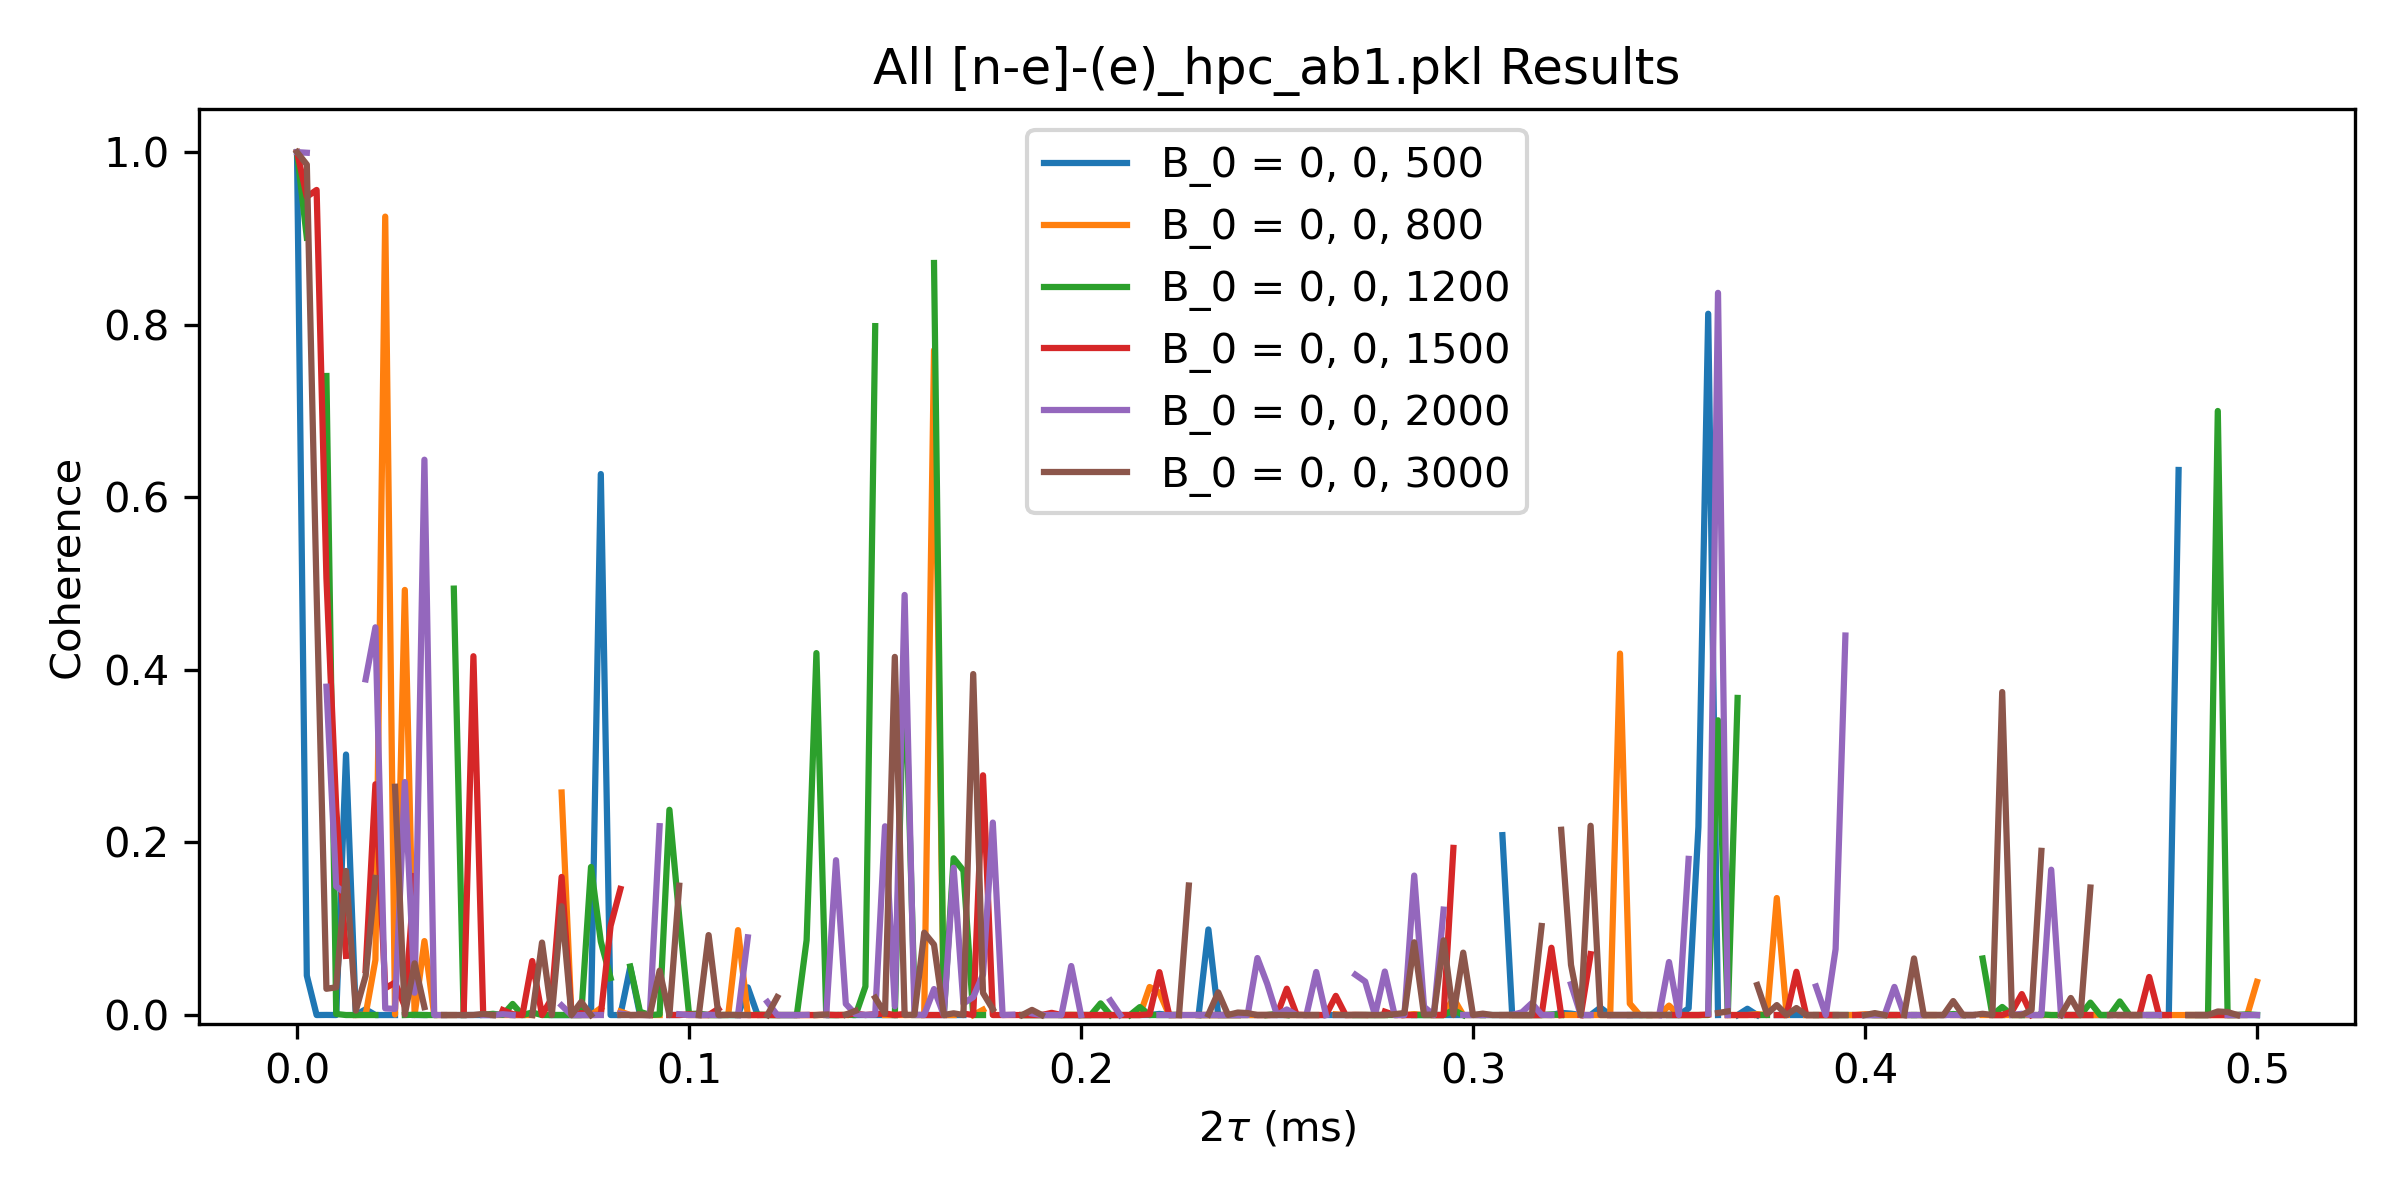 All [n-e]-(e)_hpc_ab1.pkl Results
B_0 = 0, 0, 500
B_0 = 0, 0, 800
B_0 = 0, 0, 1200
B_0 = 0, 0, 1500
B_0 = 0, 0, 2000
B_0 = 0, 0, 3000
Coherence
1.0
0.8
0.6
0.4
0.2
0.0
0.0 0.1 0.2 0.3 0.4 0.5
2τ (ms)